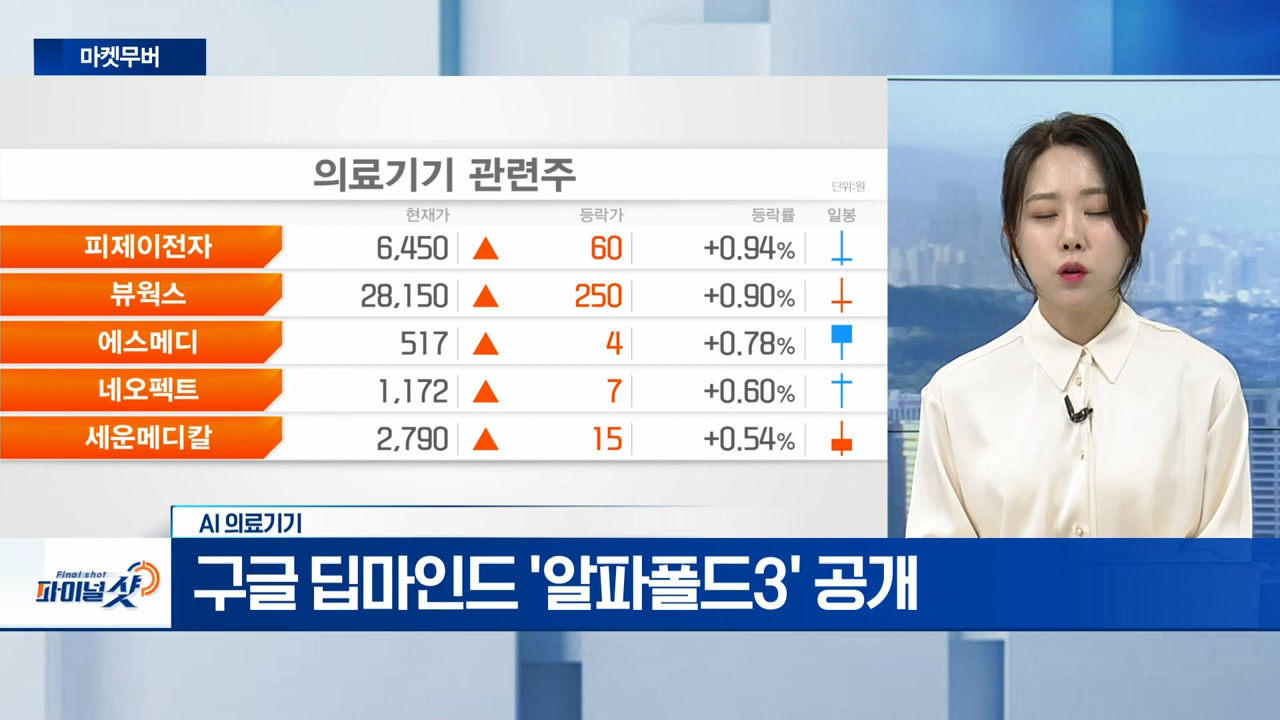 마켓무버
의료기기 관련주
단위:원
현재가 등락가 등락률 일봉
피제이전자 6,450 ▲ 60 +0.94%
뷰웍스 28,150 ▲ 250 +0.90%
에스메디 517 ▲ 4 +0.78%
네오펙트 1,172 ▲ 7 +0.60%
세운메디칼 2,790 ▲ 15 +0.54%
AI 의료기기
Final shot
파이널샷
구글 딥마인드 '알파폴드3' 공개